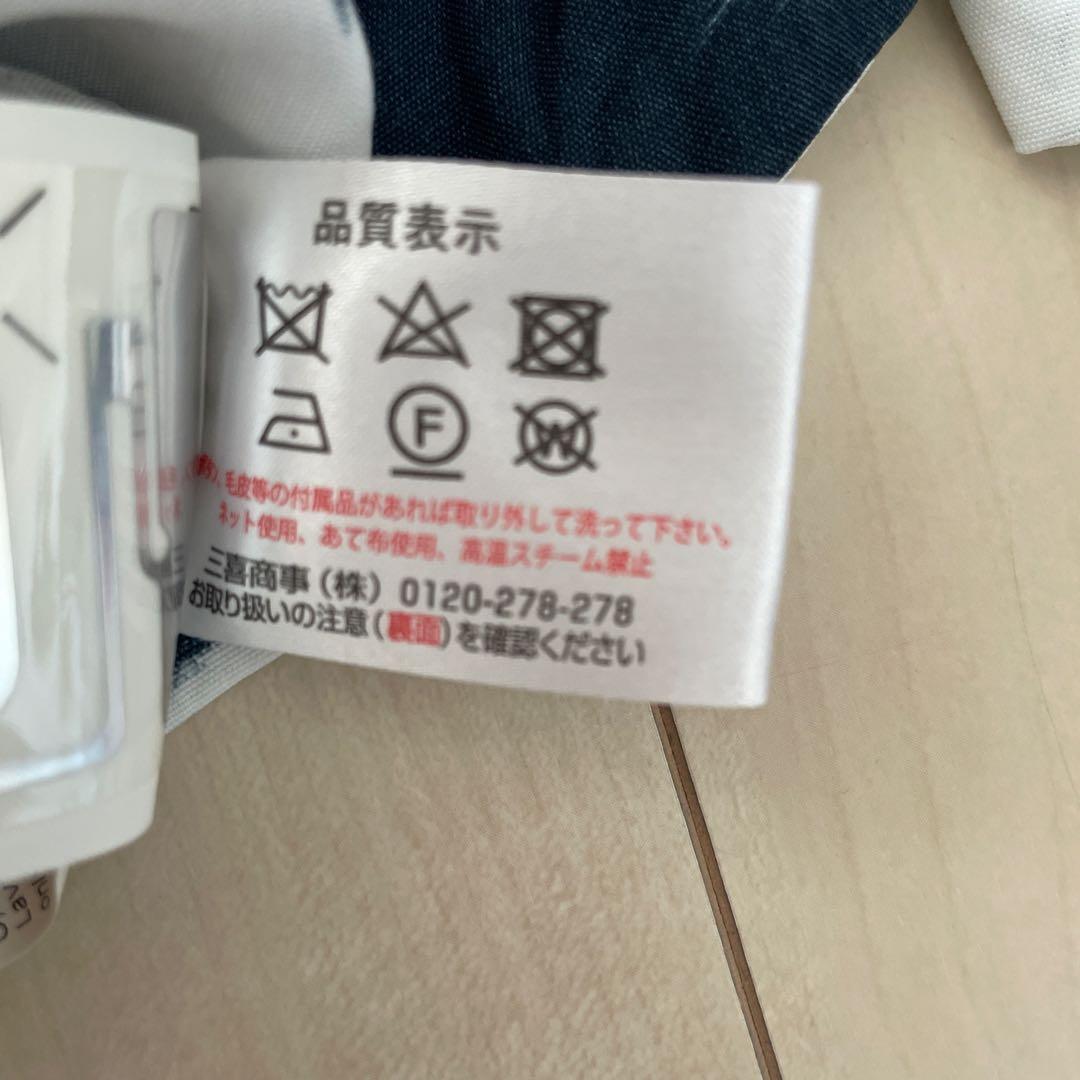 品質表示
F
W
毛皮等の付属品があれば取り外して洗って下さい。
ネット使用、あて布使用、高温スチーム禁止
三喜商事（株）0120-278-278
お取り扱いの注意(裏面)を確認ください